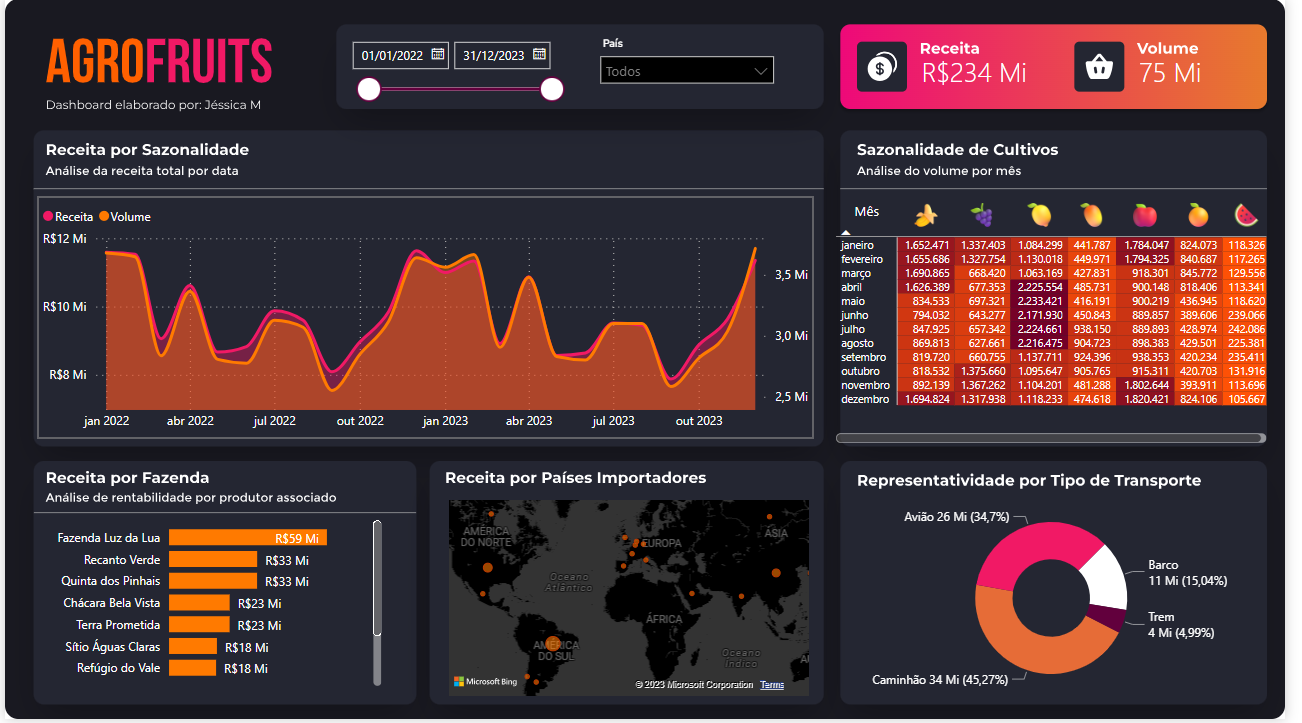 AGROFRUITS
Dashboard elaborado por: Jéssica M
01/01/2022 31/12/2023
País
Todos
Receita
R$234 Mi
Volume
75 Mi
Receita por Sazonalidade
Análise da receita total por data
Receita Volume
R$12 Mi
R$10 Mi
R$8 Mi
3,5 Mi
3,0 Mi
2,5 Mi
jan 2022 abr 2022 jul 2022 out 2022 jan 2023 abr 2023 jul 2023 out 2023
Sazonalidade de Cultivos
Análise do volume por mês
Mês
janeiro 1.652.471 1.337.403 1.084.299 441.787 1.784.047 824.073 118.326
fevereiro 1.655.686 1.327.754 1.130.018 449.971 1.794.325 840.687 117.265
março 1.690.865 668.420 1.063.169 427.831 918.301 845.772 129.556
abril 1.626.389 677.353 2.225.554 485.731 900.148 818.406 113.341
maio 834.533 697.321 2.233.421 416.191 900.219 436.945 118.620
junho 794.032 643.277 2.171.930 450.843 889.857 389.606 239.066
julho 847.925 657.342 2.224.661 938.150 889.893 428.974 242.086
agosto 869.813 627.661 2.216.475 904.723 898.383 429.501 225.381
setembro 819.720 660.755 1.137.711 924.396 938.353 420.234 235.411
outubro 818.532 1.375.660 1.095.647 905.765 915.311 420.703 131.916
novembro 892.139 1.367.262 1.104.201 481.288 1.802.644 393.911 113.696
dezembro 1.694.824 1.317.938 1.118.233 474.618 1.820.421 824.106 105.667
Receita por Fazenda
Análise de rentabilidade por produtor associado
Fazenda Luz da Lua R$59 Mi
Recanto Verde R$33 Mi
Quinta dos Pinhais R$33 Mi
Chácara Bela Vista R$23 Mi
Terra Prometida R$23 Mi
Sítio Águas Claras R$18 Mi
Refúgio do Vale R$18 Mi
Receita por Países Importadores
AMÉRICA
DO NORTE
EUROPA
ÁSIA
Oceano
Atlântico
ÁFRICA
AMÉRICA
DO SUL
Oceano
Índico
Microsoft Bing
© 2023 Microsoft Corporation Terms
Representatividade por Tipo de Transporte
Avião 26 Mi (34,7%)
Barco
11 Mi (15,04%)
Trem
4 Mi (4,99%)
Caminhão 34 Mi (45,27%)